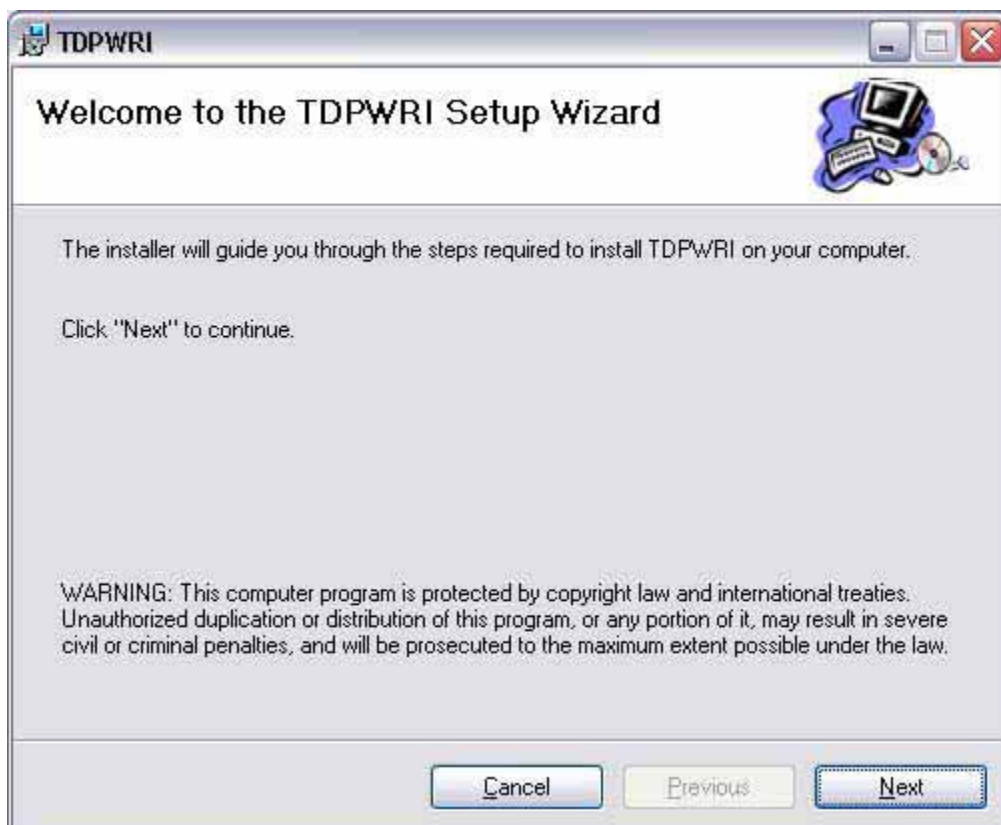 TDPWRI
Welcome to the TDPWRI Setup Wizard
The installer will guide you through the steps required to install TDPWRI on your computer.
Click "Next" to continue.
WARNING: This computer program is protected by copyright law and international treaties.
Unauthorized duplication or distribution of this program, or any portion of it, may result in severe
civil or criminal penalties, and will be prosecuted to the maximum extent possible under the law.
Cancel Previous Next